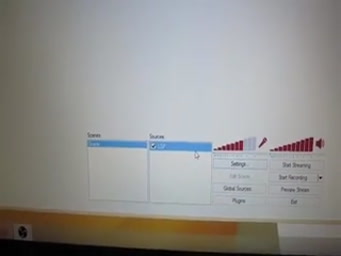 Scenes
Sources
Scene
Settings...
Start Streaming
Edit Scene
Start Recording
Global Sources
Preview Stream
Plugins
Exit